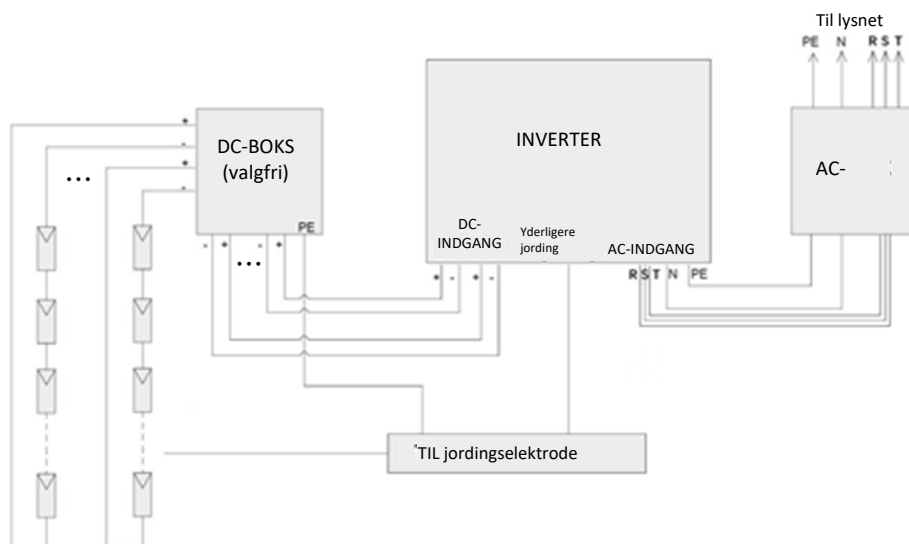 Til lysnet
PE N R S T
+
-
+
-
DC-BOKS
(valgfri)
...
PE
- + - +
...
INVERTER
DC-
INDGANG
Yderligere
jording
AC-INDGANG
+ - + -
R S T N PE
AC-
TIL jordingselektrode